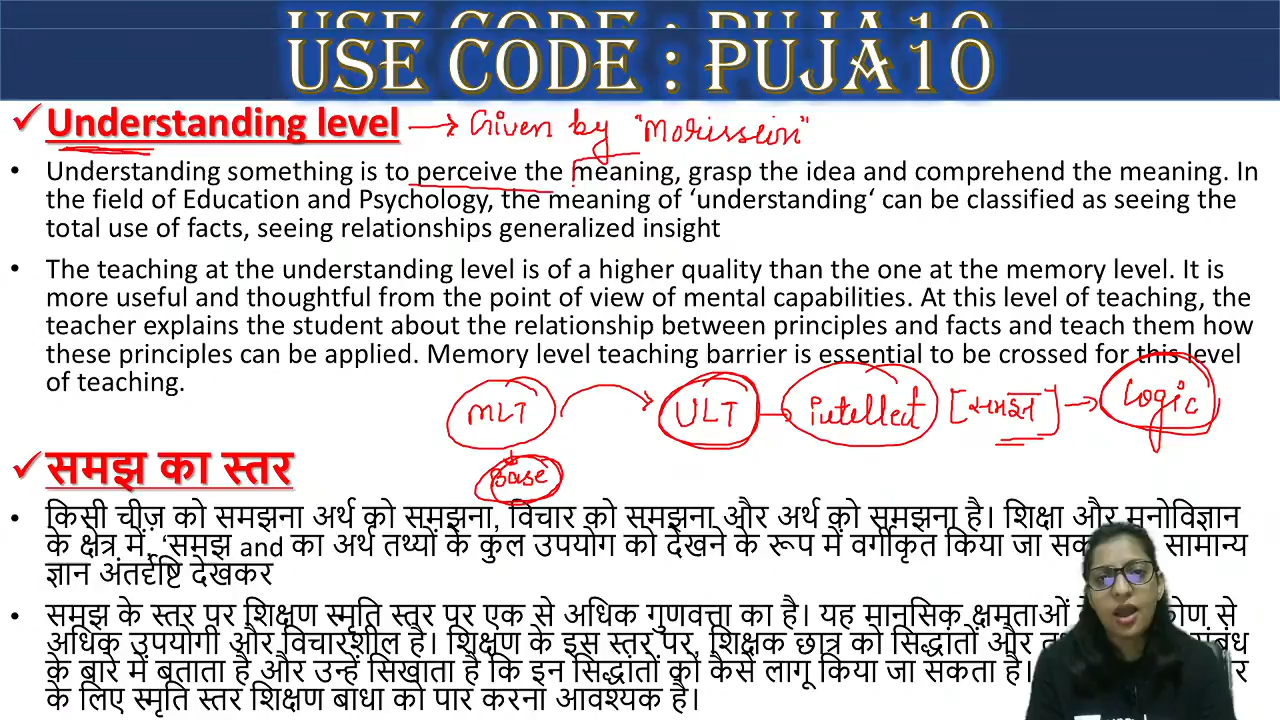 USE CODE : PUJA10
USE CODE : PUJA10
✓Understanding level → Given by "Morrission"
• Understanding something is to perceive the meaning, grasp the idea and comprehend the meaning. In
the field of Education and Psychology, the meaning of ‘understanding‘ can be classified as seeing the
total use of facts, seeing relationships generalized insight
• The teaching at the understanding level is of a higher quality than the one at the memory level. It is
more useful and thoughtful from the point of view of mental capabilities. At this level of teaching, the
teacher explains the student about the relationship between principles and facts and teach them how
these principles can be applied. Memory level teaching barrier is essential to be crossed for this level
of teaching.
MLT ULT intellect [समझ] → Logic
Base
✓समझ का स्तर
• किसी चीज़ को समझना अर्थ को समझना, विचार को समझना और अर्थ को समझना है। शिक्षा और मनोविज्ञान
के क्षेत्र में, ‘समझ and का अर्थ तथ्यों के कुल उपयोग को देखने के रूप में वर्गीकृत किया जा सामान्य
ज्ञान अंतर्दृष्टि देखकर
• समझ के स्तर पर शिक्षण स्मृति स्तर पर एक से अधिक गुणवत्ता का है। यह मानसिक क्षमताओं से
अधिक उपयोगी और विचारशील है। शिक्षण के इस स्तर पर, शिक्षक छात्र को सिद्धांतों और
के बारे में बताता है और उन्हें सिखाता है कि इन सिद्धांतों को कैसे लागू किया जा सकता है।
के लिए स्मृति स्तर शिक्षण बाधा को पार करना आवश्यक है।